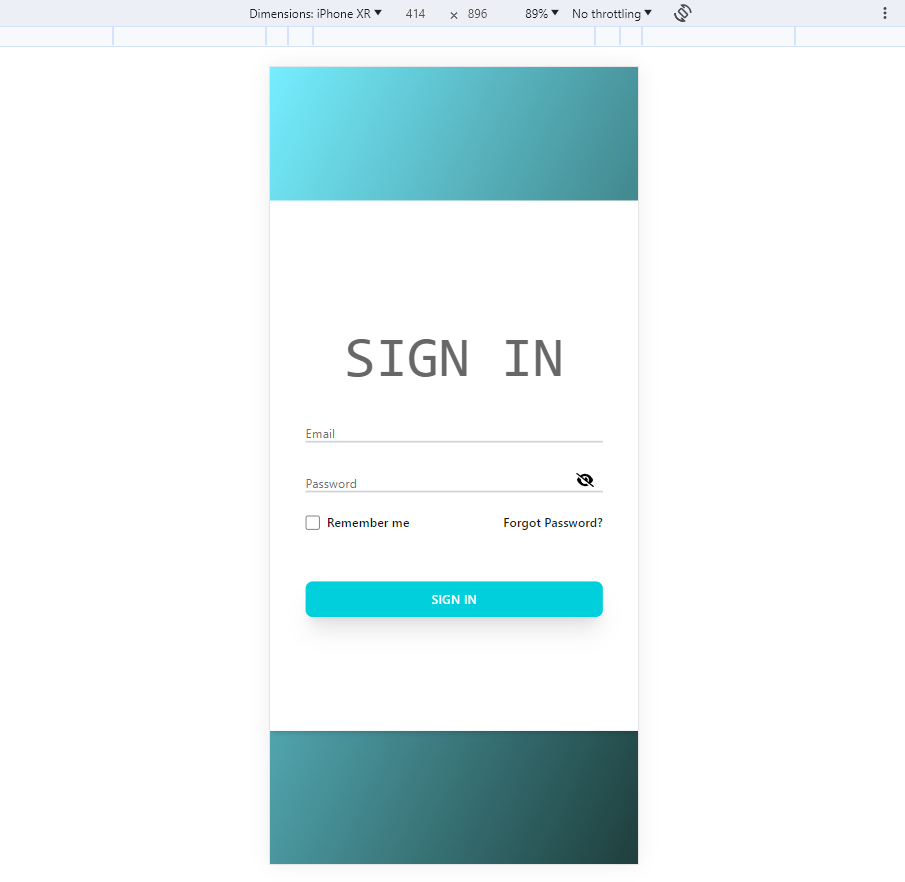 Dimensions: iPhone XR ▼ 414 × 896 89% ▼ No throttling ▼
SIGN IN
Email
Password
Remember me Forgot Password?
SIGN IN